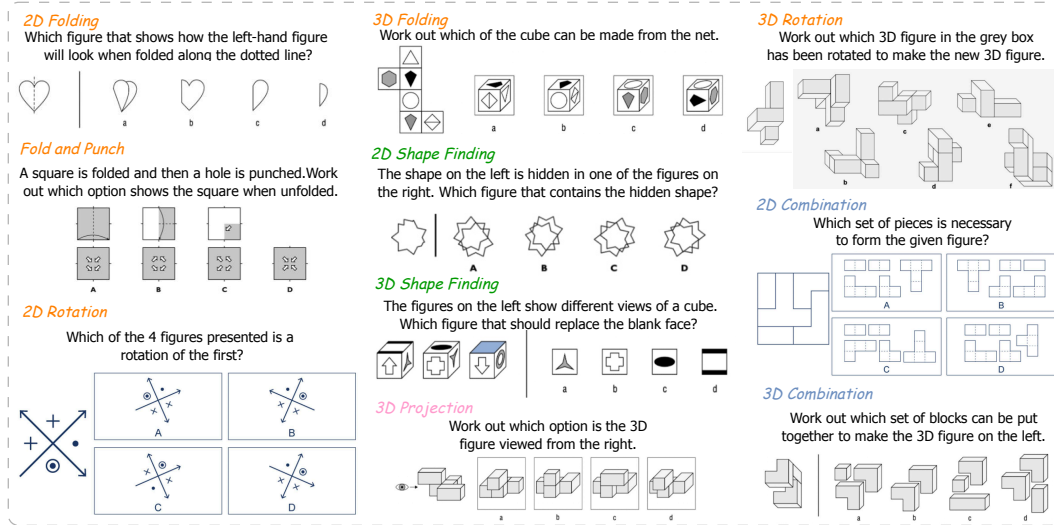 2D Folding
Which figure that shows how the left-hand figure
will look when folded along the dotted line?
a
b
c
d
Fold and Punch
A square is folded and then a hole is punched.Work
out which option shows the square when unfolded.
A
B
C
D
2D Rotation
Which of the 4 figures presented is a
rotation of the first?
A
B
C
D
3D Folding
Work out which of the cube can be made from the net.
a
b
c
d
2D Shape Finding
The shape on the left is hidden in one of the figures on
the right. Which figure that contains the hidden shape?
A
B
C
D
3D Shape Finding
The figures on the left show different views of a cube.
Which figure that should replace the blank face?
a
b
c
d
3D Projection
Work out which option is the 3D
figure viewed from the right.
a
b
c
d
3D Rotation
Work out which 3D figure in the grey box
has been rotated to make the new 3D figure.
a
c
e
b
d
f
2D Combination
Which set of pieces is necessary
to form the given figure?
A
B
C
D
3D Combination
Work out which set of blocks can be put
together to make the 3D figure on the left.
a
b
c
d